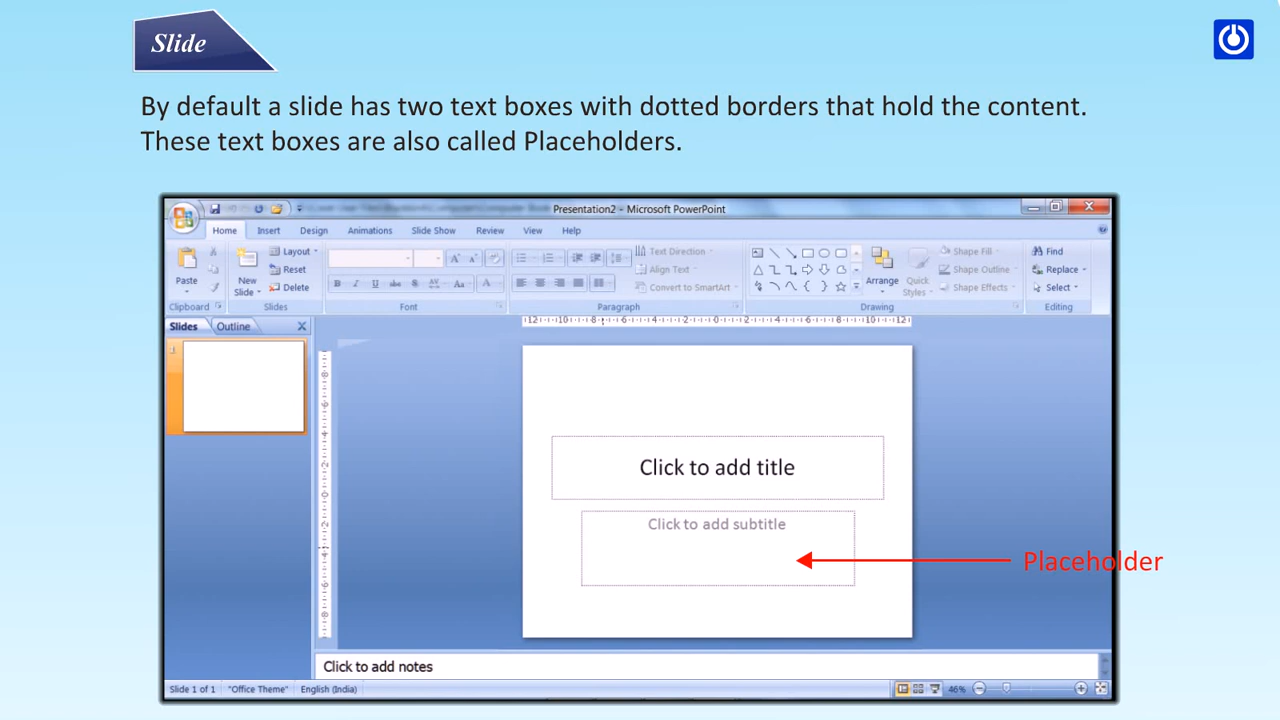 Slide
By default a slide has two text boxes with dotted borders that hold the content.
These text boxes are also called Placeholders.
Presentation2 - Microsoft PowerPoint
Home Insert Design Animations Slide Show Review View Help
Paste
Clipboard
New Slide
Layout
Reset
Delete
Slides
Font
Text Direction
Align Text
Convert to SmartArt
Paragraph
Arrange
Quick Styles
Shape Fill
Shape Outline
Shape Effects
Drawing
Find
Replace
Select
Editing
Slides Outline
1
Click to add title
Click to add subtitle
Placeholder
Click to add notes
Slide 1 of 1 "Office Theme" English (India) 46%